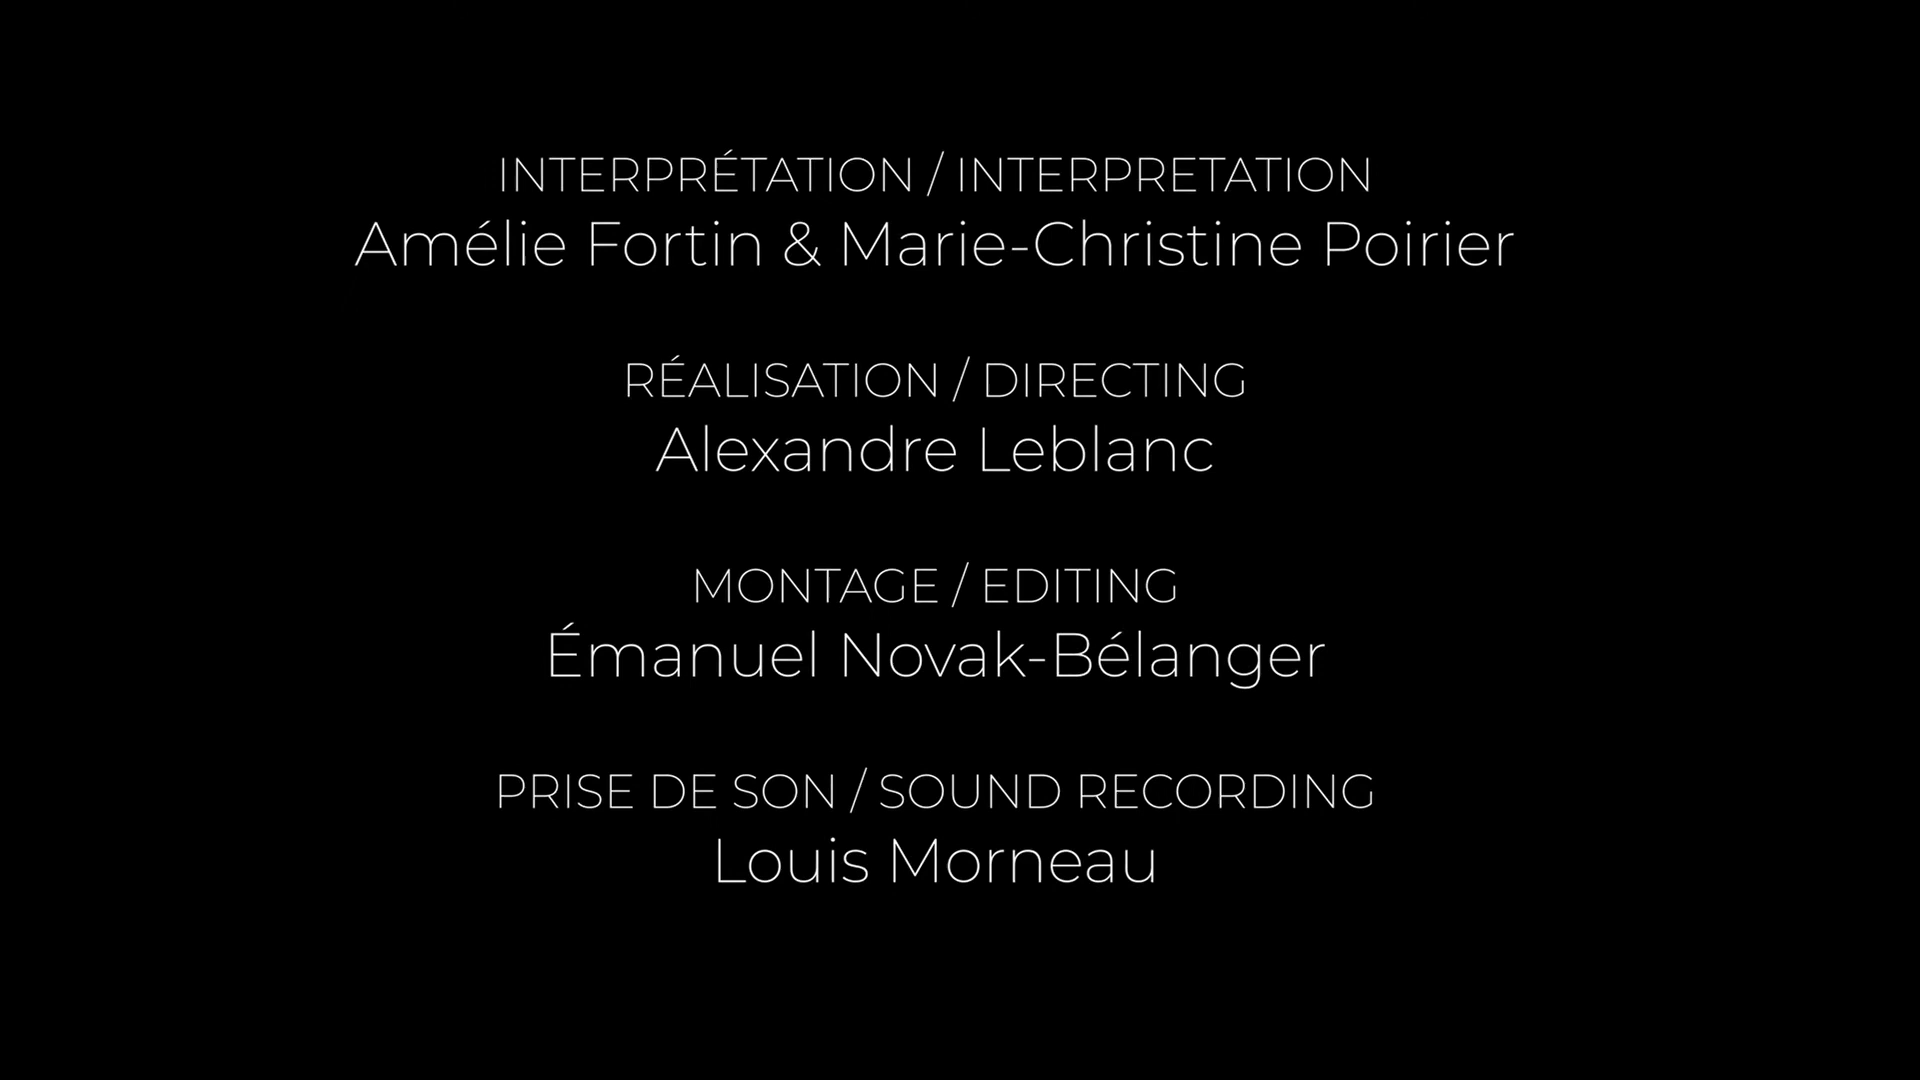 INTERPRÉTATION / INTERPRETATION
Amélie Fortin & Marie-Christine Poirier
RÉALISATION / DIRECTING
Alexandre Leblanc
MONTAGE / EDITING
Émanuel Novak-Bélanger
PRISE DE SON / SOUND RECORDING
Louis Morneau